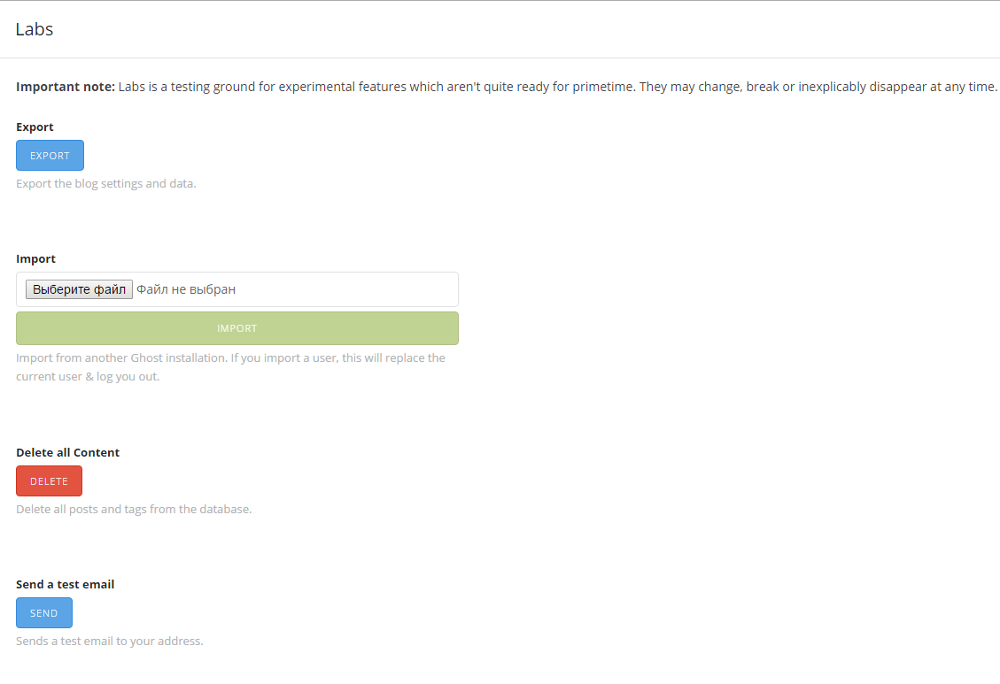 Labs
Important note: Labs is a testing ground for experimental features which aren't quite ready for primetime. They may change, break or inexplicably disappear at any time.
Export
EXPORT
Export the blog settings and data.
Import
Выберите файл Файл не выбран
IMPORT
Import from another Ghost installation. If you import a user, this will replace the
current user & log you out.
Delete all Content
DELETE
Delete all posts and tags from the database.
Send a test email
SEND
Sends a test email to your address.